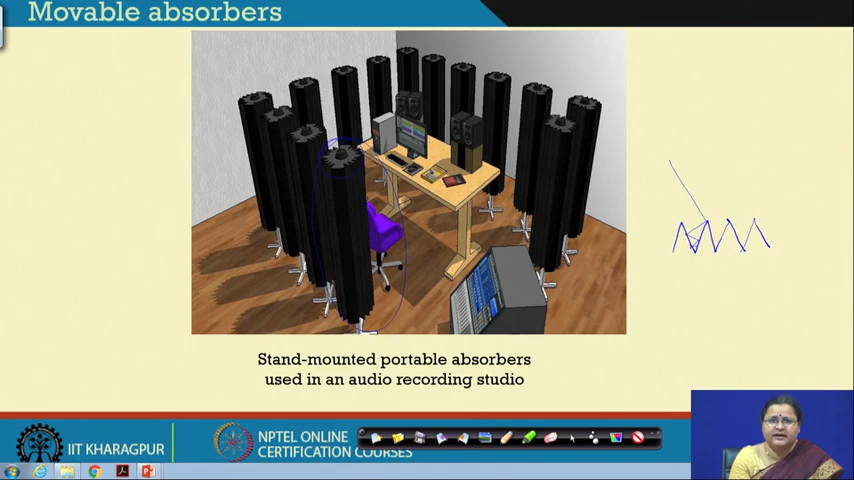 Movable absorbers
Stand-mounted portable absorbers
used in an audio recording studio
IIT KHARAGPUR
NPTEL ONLINE
CERTIFICATION COURSES